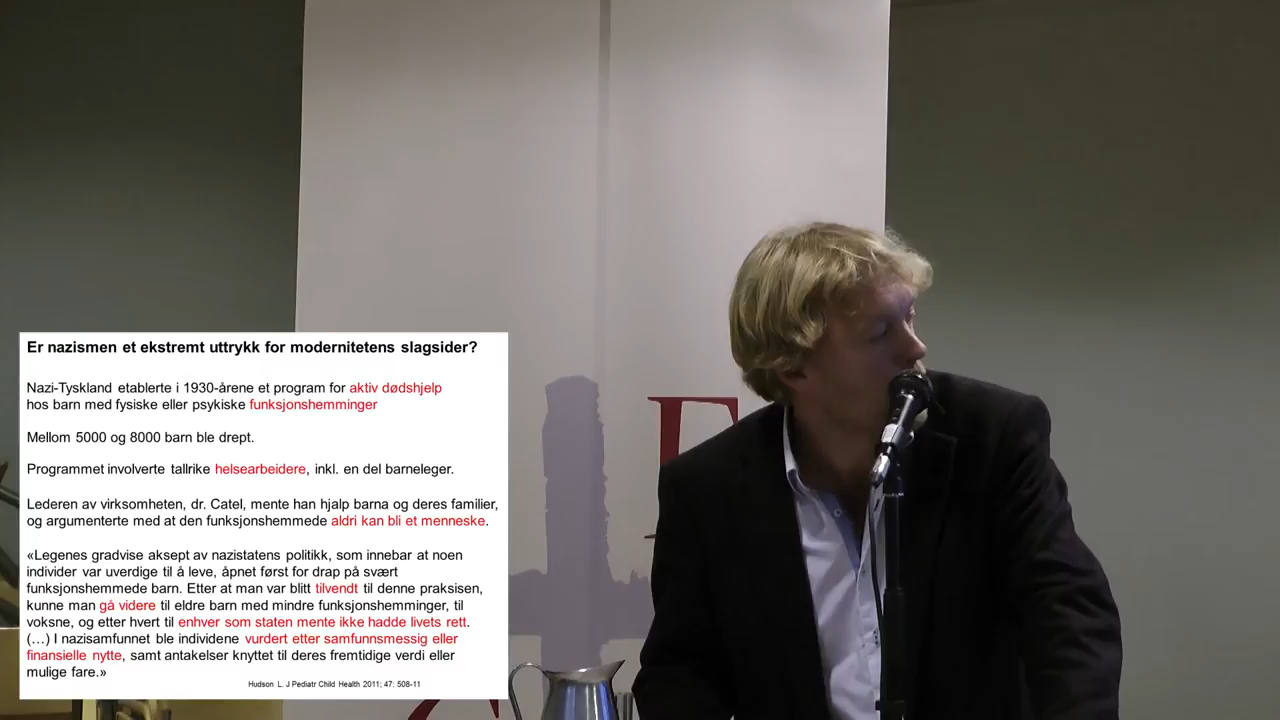 Er nazismen et ekstremt uttrykk for modernitetens slagsider?
Nazi-Tyskland etablerte i 1930-årene et program for aktiv dødshjelp
hos barn med fysiske eller psykiske funksjonshemminger
Mellom 5000 og 8000 barn ble drept.
Programmet involverte tallrike helsearbeidere, inkl. en del barneleger.
Lederen av virksomheten, dr. Catel, mente han hjalp barna og deres familier,
og argumenterte med at den funksjonshemmede aldri kan bli et menneske.
«Legenes gradvise aksept av nazistatens politikk, som innebar at noen
individer var uverdige til å leve, åpnet først for drap på svært
funksjonshemmede barn. Etter at man var blitt tilvendt til denne praksisen,
kunne man gå videre til eldre barn med mindre funksjonshemminger, til
voksne, og etter hvert til enhver som staten mente ikke hadde livets rett.
(…) I nazisamfunnet ble individene vurdert etter samfunnsmessig eller
finansielle nytte, samt antakelser knyttet til deres fremtidige verdi eller
mulige fare.»
Hudson L. J Pediatr Child Health 2011; 47: 508-11